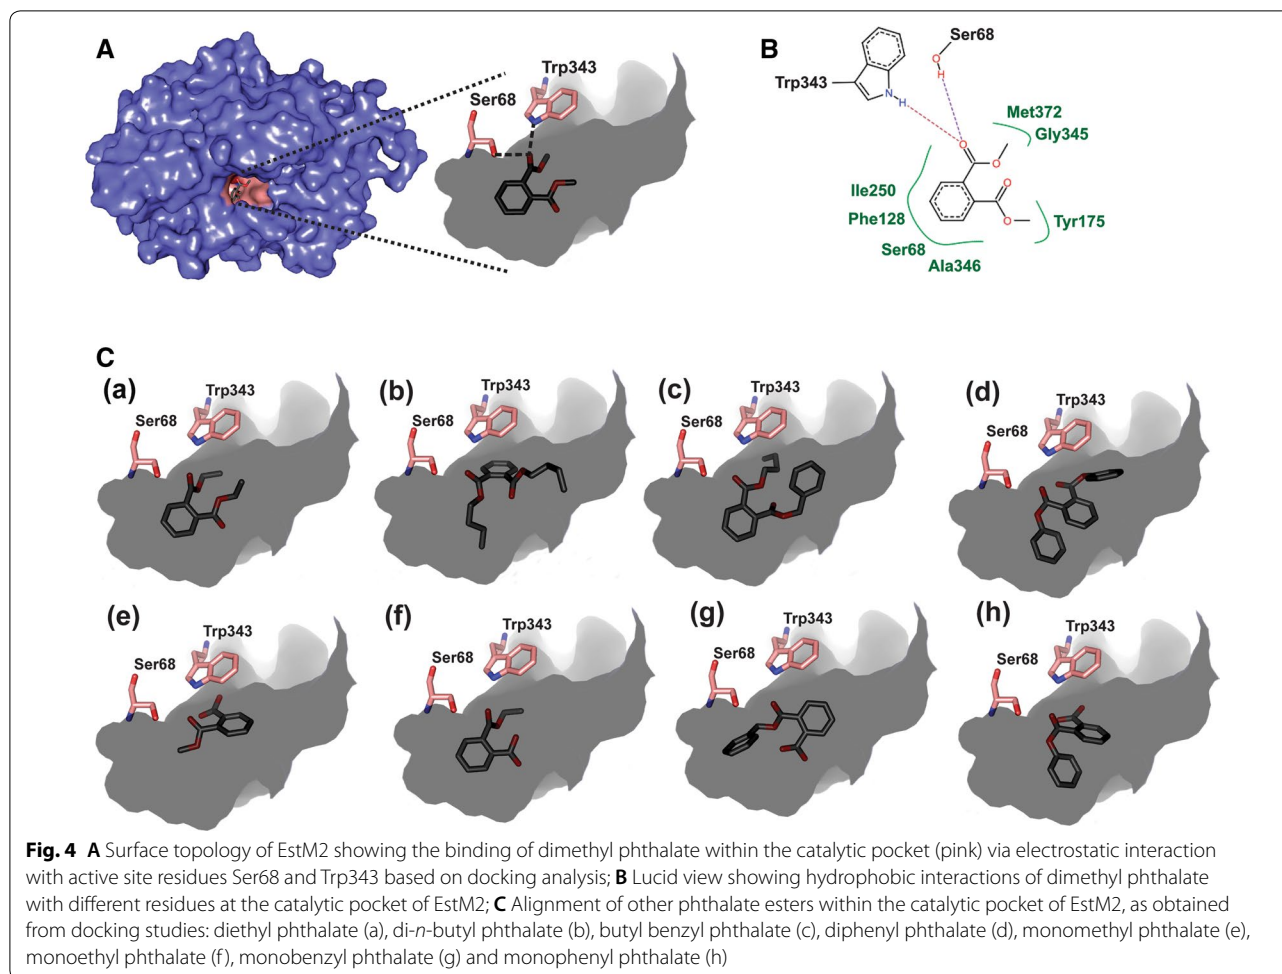 A
Trp343
Ser68
B
Ser68
Trp343
O
H
N
H
Met372
Gly345
O
O
O
O
Ile250
Phe128
Ser68
Ala346
Tyr175
C
(a)
Trp343
Ser68
(b)
Trp343
Ser68
(c)
Trp343
Ser68
(d)
Trp343
Ser68
(e)
Trp343
Ser68
(f)
Trp343
Ser68
(g)
Trp343
Ser68
(h)
Trp343
Ser68
Fig. 4 A Surface topology of EstM2 showing the binding of dimethyl phthalate within the catalytic pocket (pink) via electrostatic interaction
with active site residues Ser68 and Trp343 based on docking analysis; B Lucid view showing hydrophobic interactions of dimethyl phthalate
with different residues at the catalytic pocket of EstM2; C Alignment of other phthalate esters within the catalytic pocket of EstM2, as obtained
from docking studies: diethyl phthalate (a), di-n-butyl phthalate (b), butyl benzyl phthalate (c), diphenyl phthalate (d), monomethyl phthalate (e),
monoethyl phthalate (f), monobenzyl phthalate (g) and monophenyl phthalate (h)